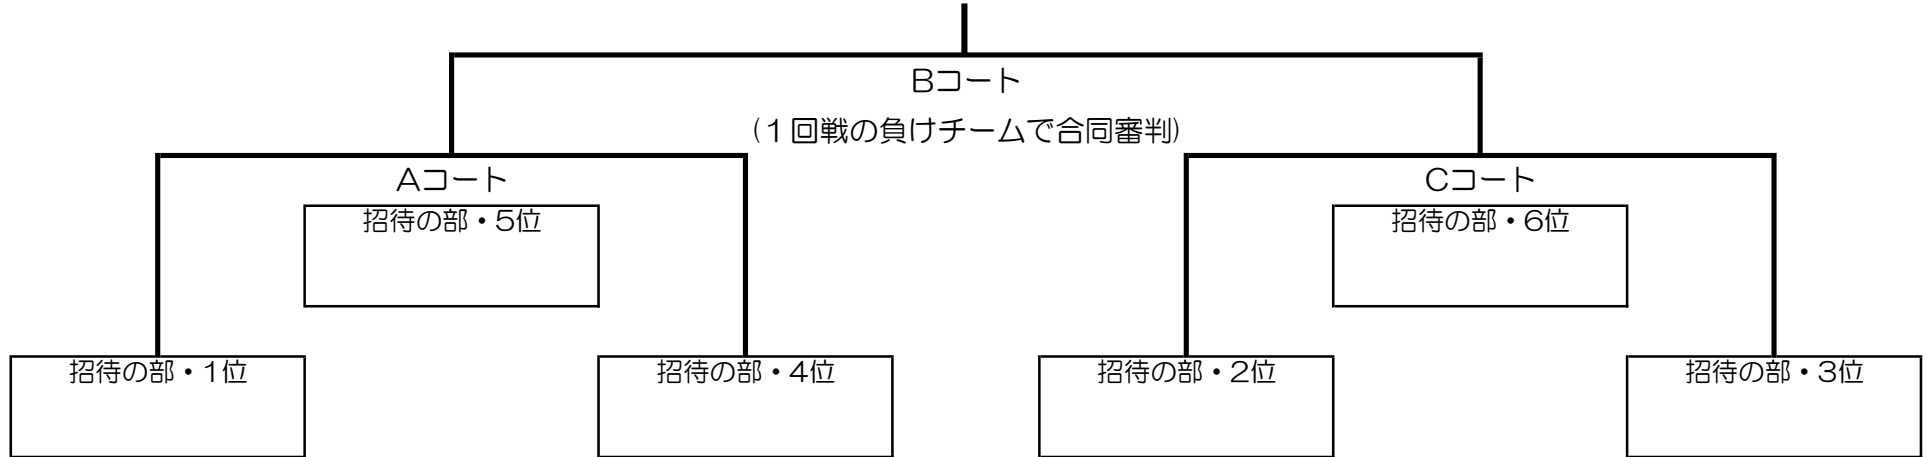 Bコート
(１回戦の負けチームで合同審判)
Aコート
Cコート
招待の部・5位
招待の部・6位
招待の部・1位
招待の部・4位
招待の部・2位
招待の部・3位